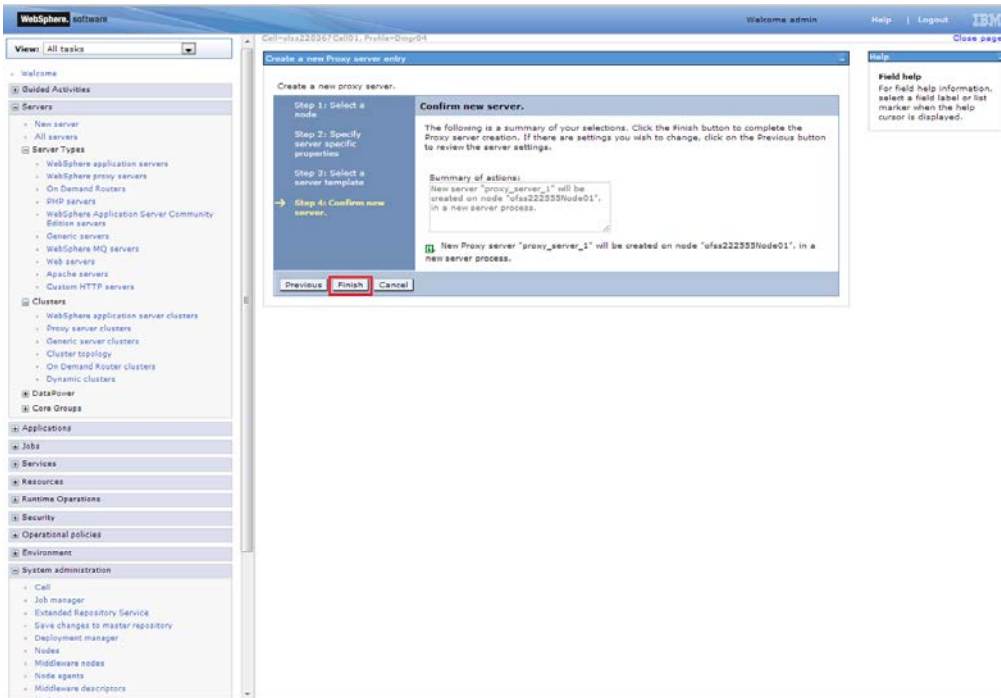 WebSphere. software
Welcome admin
Help | Logout
IBM
View: All tasks
Welcome
Guided Activities
Servers
New server
All servers
Server Types
WebSphere application servers
WebSphere proxy servers
On Demand Routers
PHP servers
WebSphere Application Server Community
Edition servers
Generic servers
WebSphere MQ servers
Web servers
Apache servers
Custom HTTP servers
Clusters
WebSphere application server clusters
Proxy server clusters
Generic server clusters
Cluster topology
On Demand Router clusters
Dynamic clusters
DataPower
Core Groups
Applications
Jobs
Services
Resources
Runtime Operations
Security
Operational policies
Environment
System administration
Cell
Job manager
Extended Repository Service
Save changes to master repository
Deployment manager
Nodes
Middleware nodes
Node agents
Middleware descriptors
Close page
Create a new Proxy server entry
Create a new proxy server.
Step 1: Select a
node
Step 2: Specify
server specific
properties
Step 3: Select a
server template
Step 4: Confirm new
server.
Confirm new server.
The following is a summary of your selections. Click the Finish button to complete the
Proxy server creation. If there are settings you wish to change, click on the Previous button
to review the server settings.
Summary of actions:
New server "proxy_server_1" will be
created on node "ofss222555Node01",
in a new server process.
New Proxy server "proxy_server_1" will be created on node "ofss222555Node01", in a
new server process.
Previous
Finish
Cancel
Help
Field help
For field help information,
select a field label or list
marker when the help
cursor is displayed.